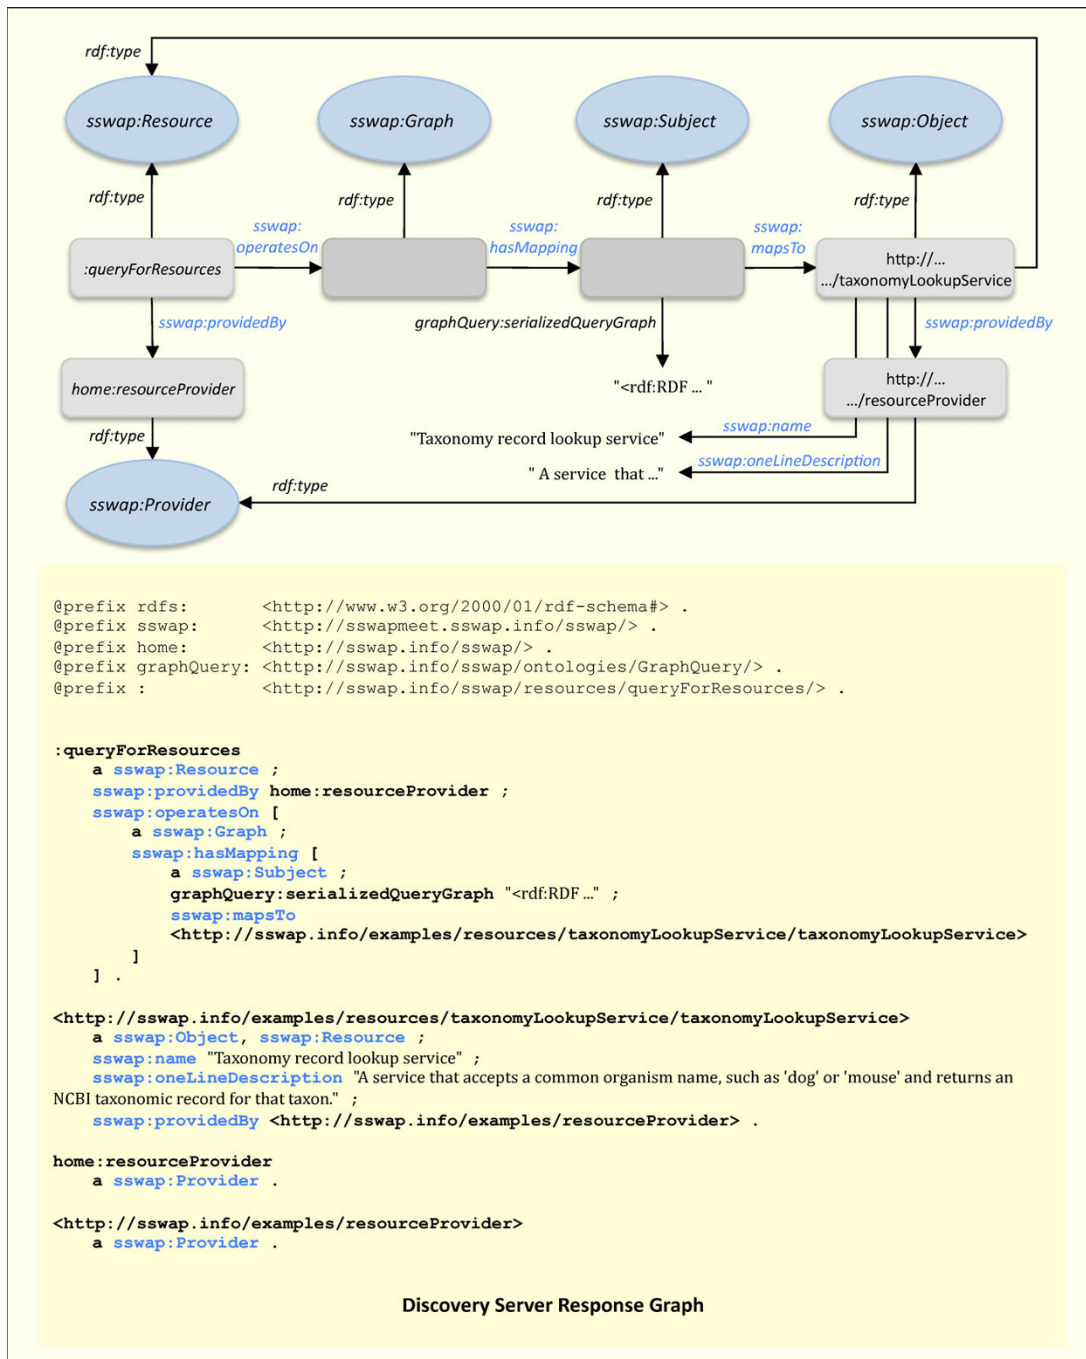 rdf:type
sswap:Resource
sswap:Graph
sswap:Subject
sswap:Object
rdf:type
rdf:type
rdf:type
rdf:type
sswap:
operatesOn
sswap:
hasMapping
sswap:
mapsTo
:queryForResources
http://...
.../taxonomyLookupService
sswap:providedBy
graphQuery:serializedQueryGraph
sswap:providedBy
home:resourceProvider
"<rdf:RDF ... "
http://...
.../resourceProvider
rdf:type
"Taxonomy record lookup service"
sswap:name
" A service that ..."
sswap:oneLineDescription
rdf:type
sswap:Provider
@prefix rdfs: <http://www.w3.org/2000/01/rdf-schema#> .
@prefix sswap: <http://sswapmeet.sswap.info/sswap/> .
@prefix home: <http://sswap.info/sswap/> .
@prefix graphQuery: <http://sswap.info/sswap/ontologies/GraphQuery/> .
@prefix : <http://sswap.info/sswap/resources/queryForResources/> .
:queryForResources
a sswap:Resource ;
sswap:providedBy home:resourceProvider ;
sswap:operatesOn [
a sswap:Graph ;
sswap:hasMapping [
a sswap:Subject ;
graphQuery:serializedQueryGraph "<rdf:RDF ..." ;
sswap:mapsTo
<http://sswap.info/examples/resources/taxonomyLookupService/taxonomyLookupService>
]
] .
<http://sswap.info/examples/resources/taxonomyLookupService/taxonomyLookupService>
a sswap:Object, sswap:Resource ;
sswap:name "Taxonomy record lookup service" ;
sswap:oneLineDescription "A service that accepts a common organism name, such as 'dog' or 'mouse' and returns an
NCBI taxonomic record for that taxon." ;
sswap:providedBy <http://sswap.info/examples/resourceProvider> .
home:resourceProvider
a sswap:Provider .
<http://sswap.info/examples/resourceProvider>
a sswap:Provider .
Discovery Server Response Graph